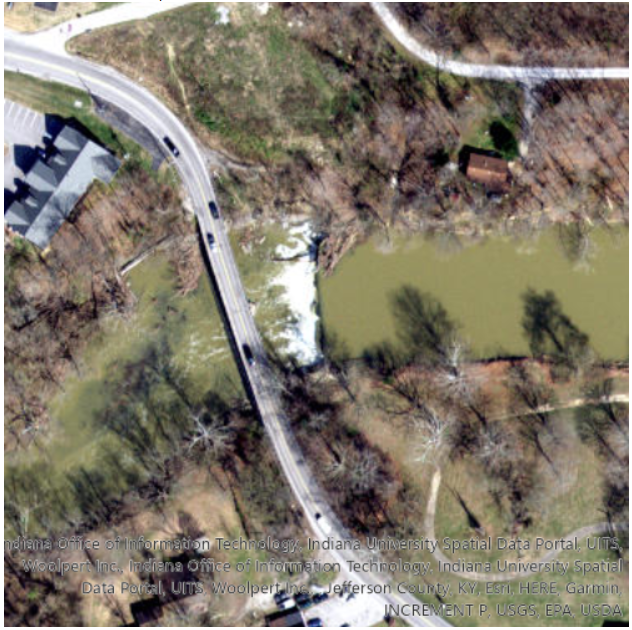 ndiana Office of Information Technology, Indiana University Spatial Data Portal, UITS,
Woolpert Inc., Indiana Office of Information Technology, Indiana University Spatial
Data Portal, UITS, Woolpert Inc. , Jefferson County, KY, Esri, HERE, Garmin,
INCREMENT P, USGS, EPA, USDA